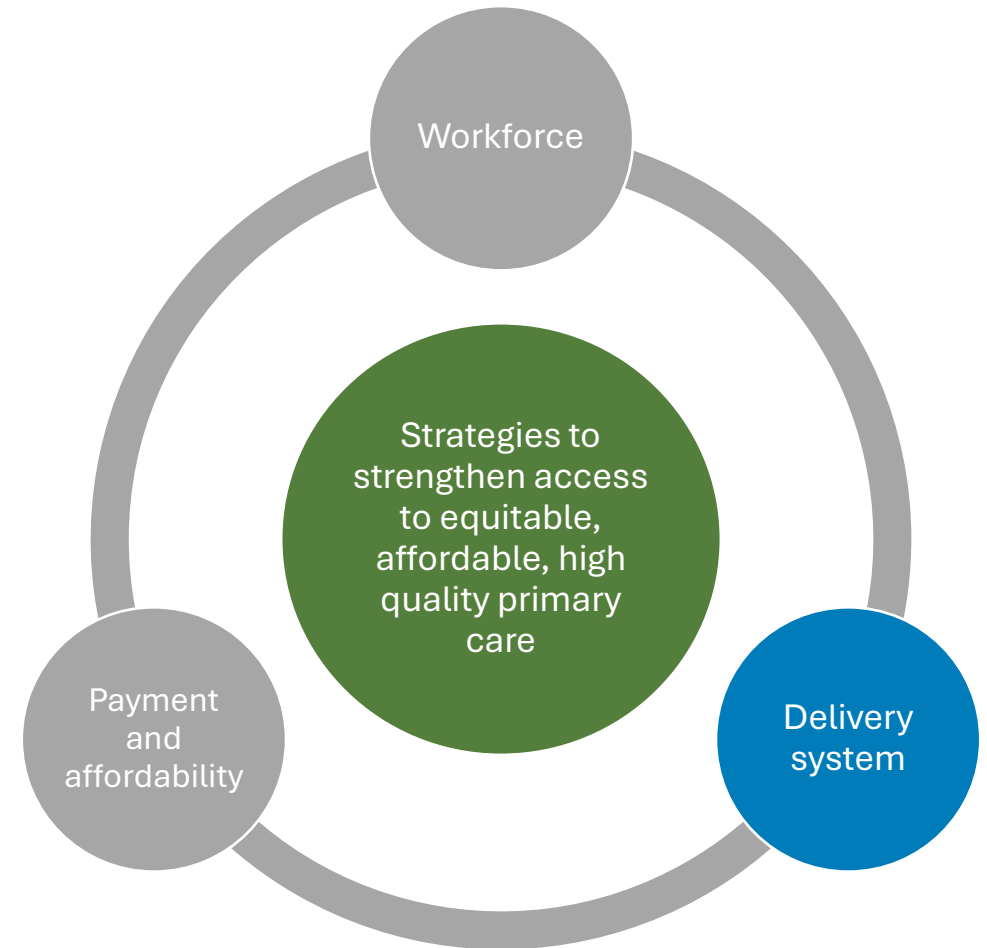 Workforce
Strategies to
strengthen access
to equitable,
affordable, high
quality primary
care
Payment
and
affordability
Delivery
system